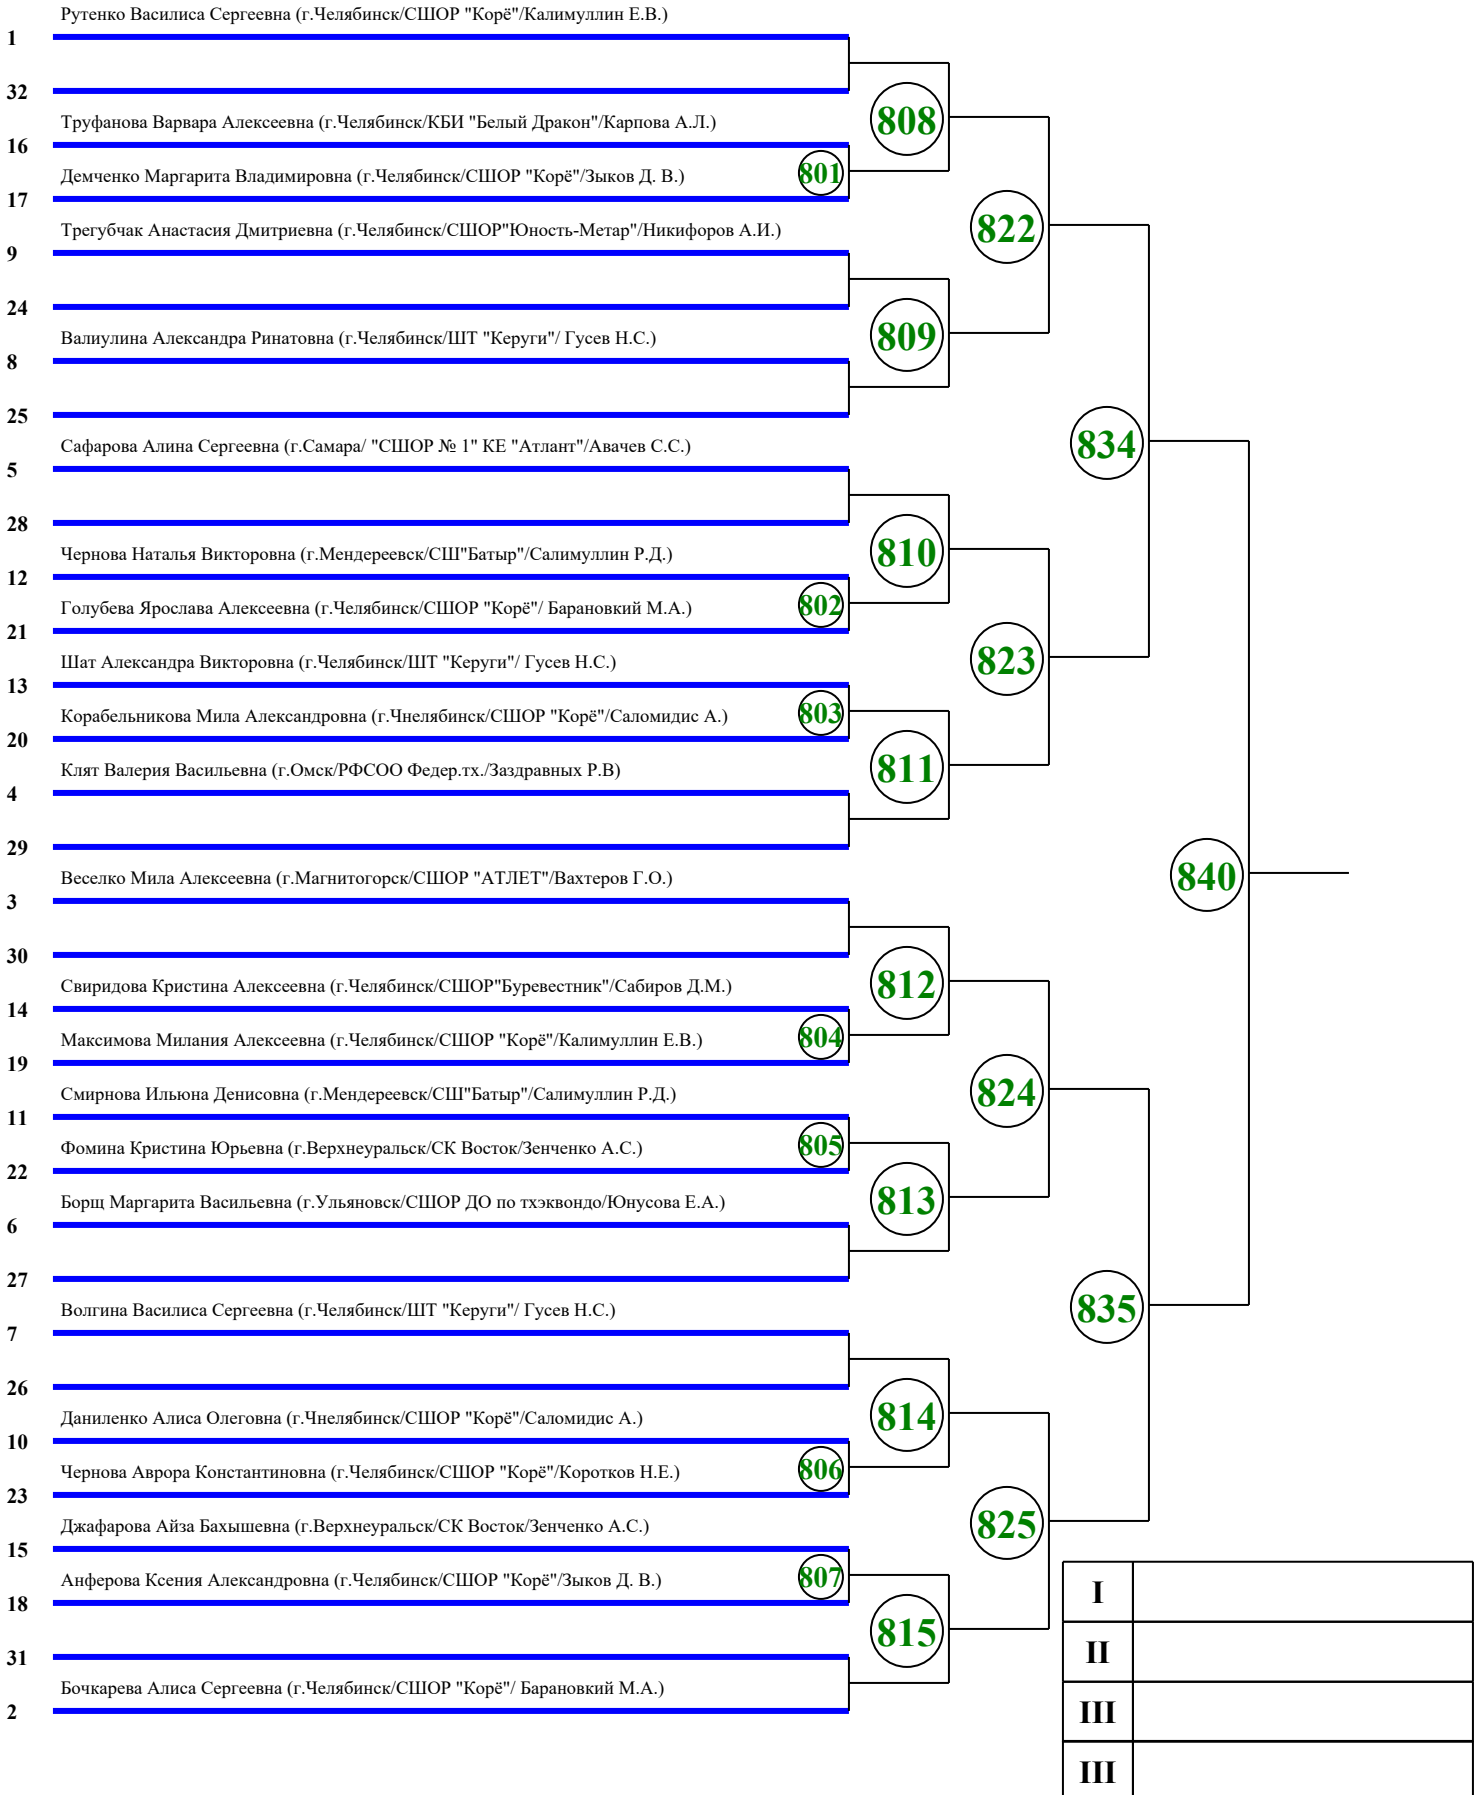 Рутенко Василиса Сергеевна (г.Челябинск/СШОР "Корё"/Калимуллин Е.В.)
1
32
808
Труфанова Варвара Алексеевна (г.Челябинск/КБИ "Белый Дракон"/Карпова А.Л.)
16
Демченко Маргарита Владимировна (г.Челябинск/СШОР "Корё"/Зыков Д. В.)
801
17
Трегубчак Анастасия Дмитриевна (г.Челябинск/СШОР"Юность-Метар"/Никифоров А.И.)
822
9
24
809
Валиулина Александра Ринатовна (г.Челябинск/ШТ "Керуги"/ Гусев Н.С.)
8
25
Сафарова Алина Сергеевна (г.Самара/ "СШОР № 1" КЕ "Атлант"/Авачев С.С.)
834
5
28
Чернова Наталья Викторовна (г.Мендереевск/СШ"Батыр"/Салимуллин Р.Д.)
810
12
Голубева Ярослава Алексеевна (г.Челябинск/СШОР "Корё"/ Барановкий М.А.)
802
21
Шат Александра Викторовна (г.Челябинск/ШТ "Керуги"/ Гусев Н.С.)
823
13
Корабельникова Мила Александровна (г.Чнелябинск/СШОР "Корё"/Саломидис А.)
803
20
Клят Валерия Васильевна (г.Омск/РФСОО Федер.тх./Заздравных Р.В)
811
4
29
Веселко Мила Алексеевна (г.Магнитогорск/СШОР "АТЛЕТ"/Вахтеров Г.О.)
840
3
30
Свиридова Кристина Алексеевна (г.Челябинск/СШОР"Буревестник"/Сабиров Д.М.)
812
14
Максимова Милания Алексеевна (г.Челябинск/СШОР "Корё"/Калимуллин Е.В.)
804
19
Смирнова Ильюна Денисовна (г.Мендереевск/СШ"Батыр"/Салимуллин Р.Д.)
824
11
Фомина Кристина Юрьевна (г.Верхнеуральск/СК Восток/Зенченко А.С.)
805
22
Борщ Маргарита Васильевна (г.Ульяновск/СШОР ДО по тхэквондо/Юнусова Е.А.)
813
6
27
Волгина Василиса Сергеевна (г.Челябинск/ШТ "Керуги"/ Гусев Н.С.)
835
7
26
Даниленко Алиса Олеговна (г.Чнелябинск/СШОР "Корё"/Саломидис А.)
814
10
Чернова Аврора Константиновна (г.Челябинск/СШОР "Корё"/Коротков Н.Е.)
806
23
Джафарова Айза Бахышевна (г.Верхнеуральск/СК Восток/Зенченко А.С.)
825
15
Анферова Ксения Александровна (г.Челябинск/СШОР "Корё"/Зыков Д. В.)
807
18
I
815
II
31
Бочкарева Алиса Сергеевна (г.Челябинск/СШОР "Корё"/ Барановкий М.А.)
2
III
III